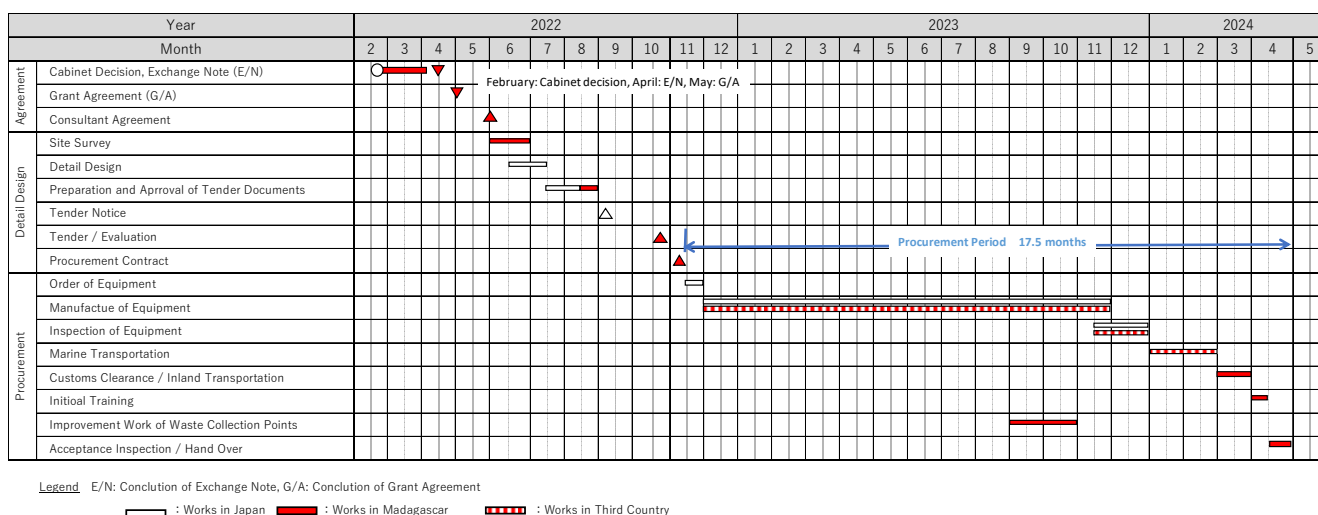 Year 2022 2023 2024
Month 2 3 4 5 6 7 8 9 10 11 12 1 2 3 4 5 6 7 8 9 10 11 12 1 2 3 4 5
Agreement
Cabinet Decision, Exchange Note (E/N)
February: Cabinet decision, April: E/N, May: G/A
Grant Agreement (G/A)
Consultant Agreement
Detail Design
Site Survey
Detail Design
Preparation and Aprroval of Tender Documents
Tender Notice
Tender / Evaluation
Procurement Period 17.5 months
Procurement Contract
Procurement
Order of Equipment
Manufactue of Equipment
Inspection of Equipment
Marine Transportation
Customs Clearance / Inland Transportation
Initioal Training
Improvement Work of Waste Collection Points
Acceptance Inspection / Hand Over
Legend E/N: Conclution of Exchange Note, G/A: Conclution of Grant Agreement
: Works in Japan : Works in Madagascar : Works in Third Country